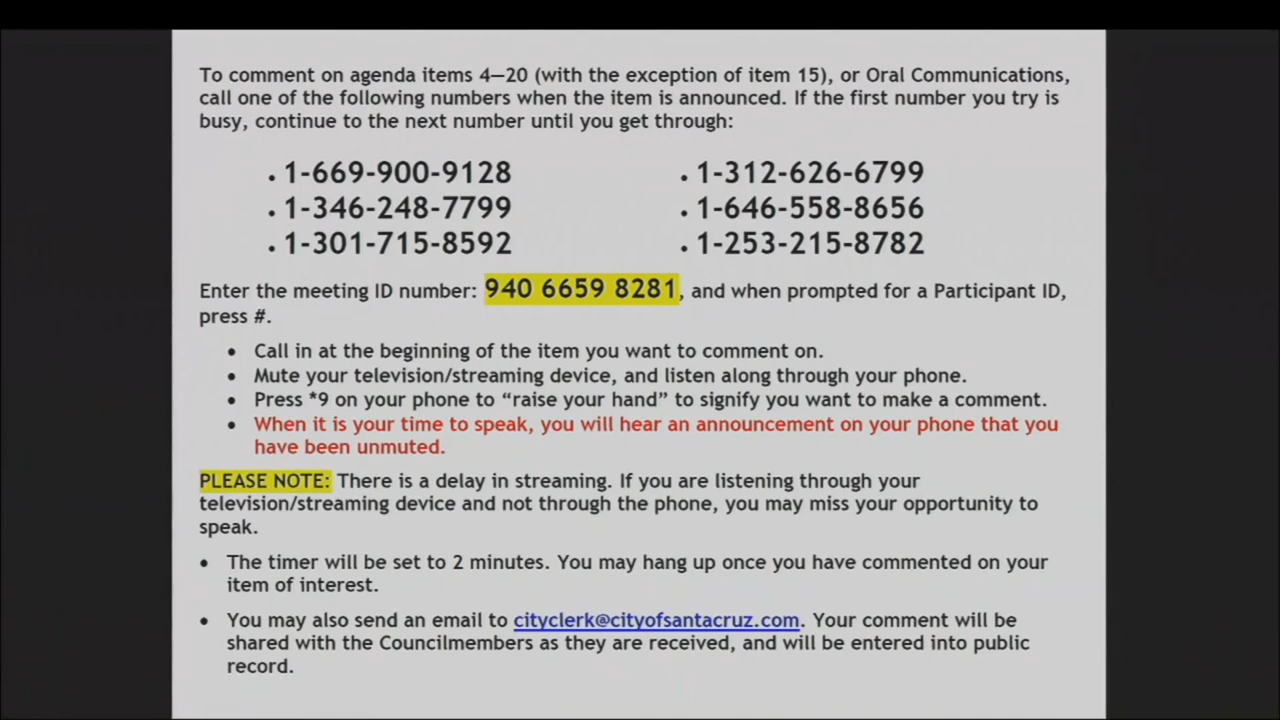 To comment on agenda items 4—20 (with the exception of item 15), or Oral Communications,
call one of the following numbers when the item is announced. If the first number you try is
busy, continue to the next number until you get through:
• 1-669-900-9128
• 1-346-248-7799
• 1-301-715-8592
• 1-312-626-6799
• 1-646-558-8656
• 1-253-215-8782
Enter the meeting ID number: 940 6659 8281, and when prompted for a Participant ID,
press #.
• Call in at the beginning of the item you want to comment on.
• Mute your television/streaming device, and listen along through your phone.
• Press *9 on your phone to “raise your hand” to signify you want to make a comment.
• When it is your time to speak, you will hear an announcement on your phone that you
have been unmuted.
PLEASE NOTE: There is a delay in streaming. If you are listening through your
television/streaming device and not through the phone, you may miss your opportunity to
speak.
• The timer will be set to 2 minutes. You may hang up once you have commented on your
item of interest.
• You may also send an email to cityclerk@cityofsantacruz.com. Your comment will be
shared with the Councilmembers as they are received, and will be entered into public
record.